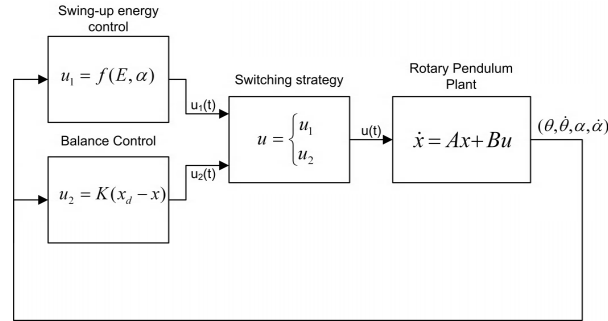 Swing-up energy
control
u₁ = f(E, α)
u₁(t)
Balance Control
u₂ = K(x_d − x)
u₂(t)
Switching strategy
u = { u₁
u₂
u(t)
Rotary Pendulum
Plant
ẋ = Ax + Bu
(θ, θ̇, α, α̇)